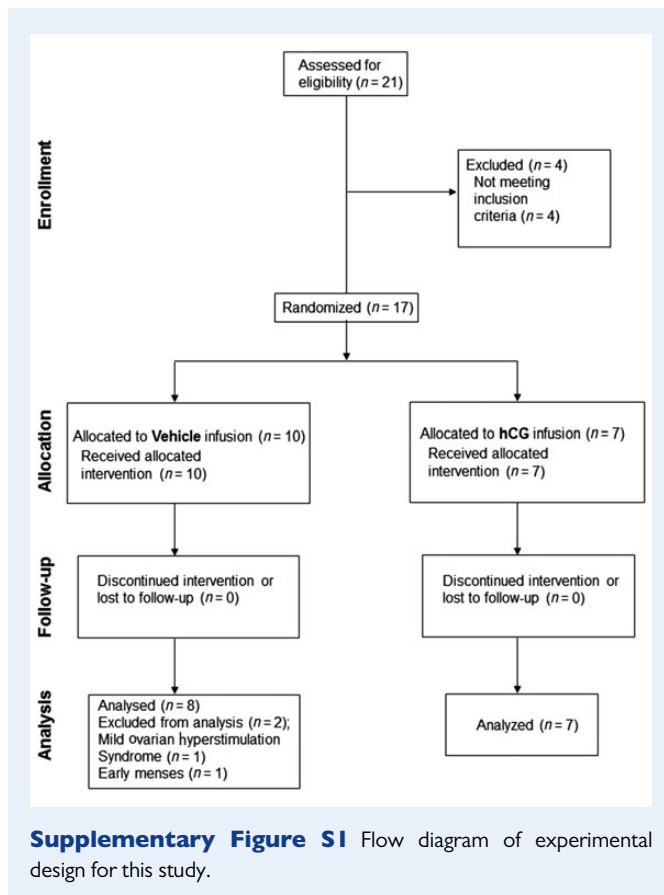 Assessed for
eligibility (n = 21)
Enrollment
Excluded (n = 4)
Not meeting
inclusion
criteria (n = 4)
Randomized (n = 17)
Allocation
Allocated to Vehicle infusion (n = 10)
Received allocated
intervention (n = 10)
Allocated to hCG infusion (n = 7)
Received allocated
intervention (n = 7)
Follow-up
Discontinued intervention or
lost to follow-up (n = 0)
Discontinued intervention or
lost to follow-up (n = 0)
Analysis
Analysed (n = 8)
Excluded from analysis (n = 2);
Mild ovarian hyperstimulation
Syndrome (n = 1)
Early menses (n = 1)
Analyzed (n = 7)
Supplementary Figure S1 Flow diagram of experimental
design for this study.